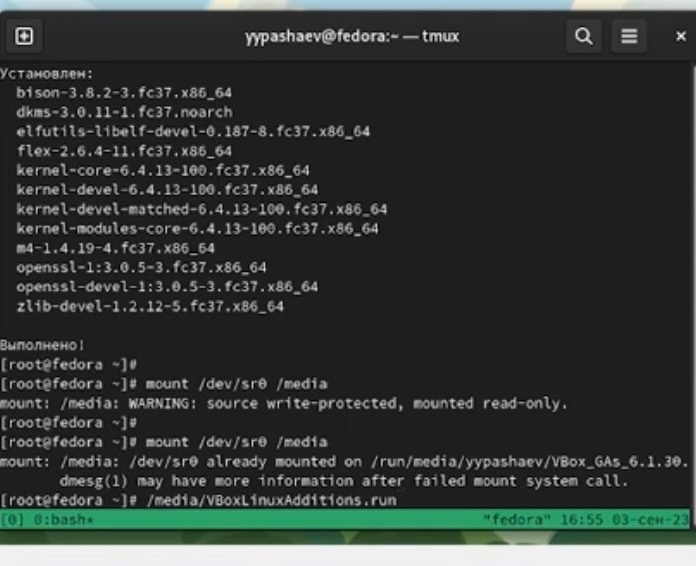 yypashaev@fedora:~ — tmux
Установлен:
bison-3.8.2-3.fc37.x86_64
dkms-3.0.11-1.fc37.noarch
elfutils-libelf-devel-0.187-8.fc37.x86_64
flex-2.6.4-11.fc37.x86_64
kernel-core-6.4.13-100.fc37.x86_64
kernel-devel-6.4.13-100.fc37.x86_64
kernel-devel-matched-6.4.13-100.fc37.x86_64
kernel-modules-core-6.4.13-100.fc37.x86_64
m4-1.4.19-4.fc37.x86_64
openssl-1:3.0.5-3.fc37.x86_64
openssl-devel-1:3.0.5-3.fc37.x86_64
zlib-devel-1.2.12-5.fc37.x86_64
Выполнено!
[root@fedora ~]#
[root@fedora ~]# mount /dev/sr0 /media
mount: /media: WARNING: source write-protected, mounted read-only.
[root@fedora ~]#
[root@fedora ~]# mount /dev/sr0 /media
mount: /media: /dev/sr0 already mounted on /run/media/yypashaev/VBox_GAs_6.1.30.
dmesg(1) may have more information after failed mount system call.
[root@fedora ~]# /media/VBoxLinuxAdditions.run
[0] 0:bash* "fedora" 16:55 03-сен-23